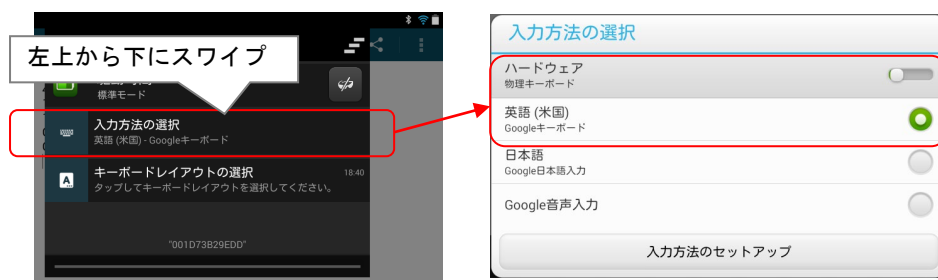 左上から下にスワイプ
標準モード
入力方法の選択
英語 (米国) - Googleキーボード
キーボードレイアウトの選択
18:40
タップしてキーボードレイアウトを選択してください。
"001D73B29EDD"
入力方法の選択
ハードウェア
物理キーボード
英語 (米国)
Googleキーボード
日本語
Google日本語入力
Google音声入力
入力方法のセットアップ